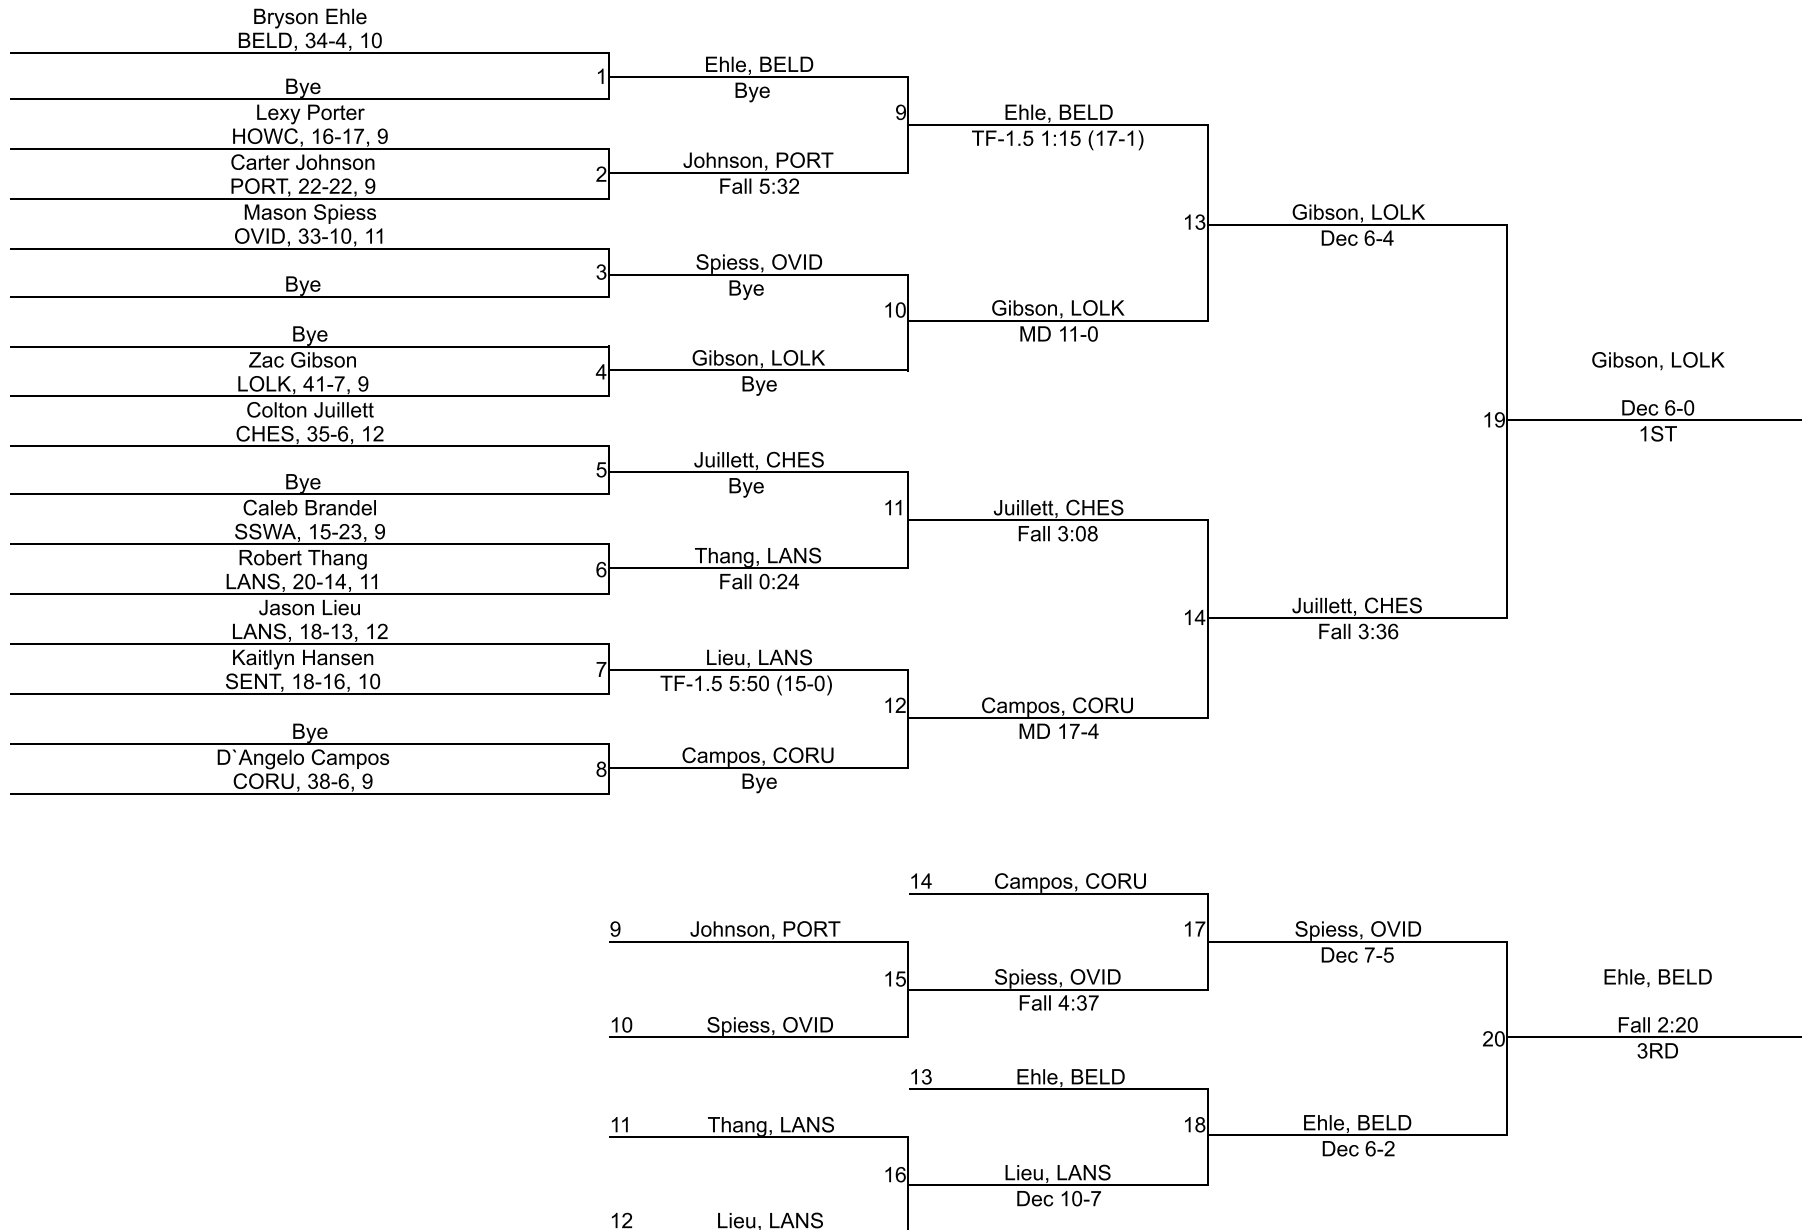 Bryson Ehle
BELD, 34-4, 10
1
Bye
Lexy Porter
HOWC, 16-17, 9
2
Carter Johnson
PORT, 22-22, 9
Mason Spiess
OVID, 33-10, 11
3
Bye
Bye
4
Zac Gibson
LOLK, 41-7, 9
Colton Juillett
CHES, 35-6, 12
5
Bye
Caleb Brandel
SSWA, 15-23, 9
6
Robert Thang
LANS, 20-14, 11
Jason Lieu
LANS, 18-13, 12
7
Kaitlyn Hansen
SENT, 18-16, 10
Bye
8
D`Angelo Campos
CORU, 38-6, 9
Ehle, BELD
Bye
9
Johnson, PORT
Fall 5:32
Spiess, OVID
Bye
10
Gibson, LOLK
Bye
Juillett, CHES
Bye
11
Thang, LANS
Fall 0:24
Lieu, LANS
TF-1.5 5:50 (15-0)
12
Campos, CORU
Bye
Ehle, BELD
TF-1.5 1:15 (17-1)
13
Gibson, LOLK
MD 11-0
Juillett, CHES
Fall 3:08
14
Campos, CORU
MD 17-4
Gibson, LOLK
Dec 6-4
19
Juillett, CHES
Fall 3:36
Gibson, LOLK
Dec 6-0
1ST
9 Johnson, PORT
15
10 Spiess, OVID
11 Thang, LANS
16
12 Lieu, LANS
14 Campos, CORU
17
Spiess, OVID
Fall 4:37
13 Ehle, BELD
18
Lieu, LANS
Dec 10-7
Spiess, OVID
Dec 7-5
20
Ehle, BELD
Dec 6-2
Ehle, BELD
Fall 2:20
3RD